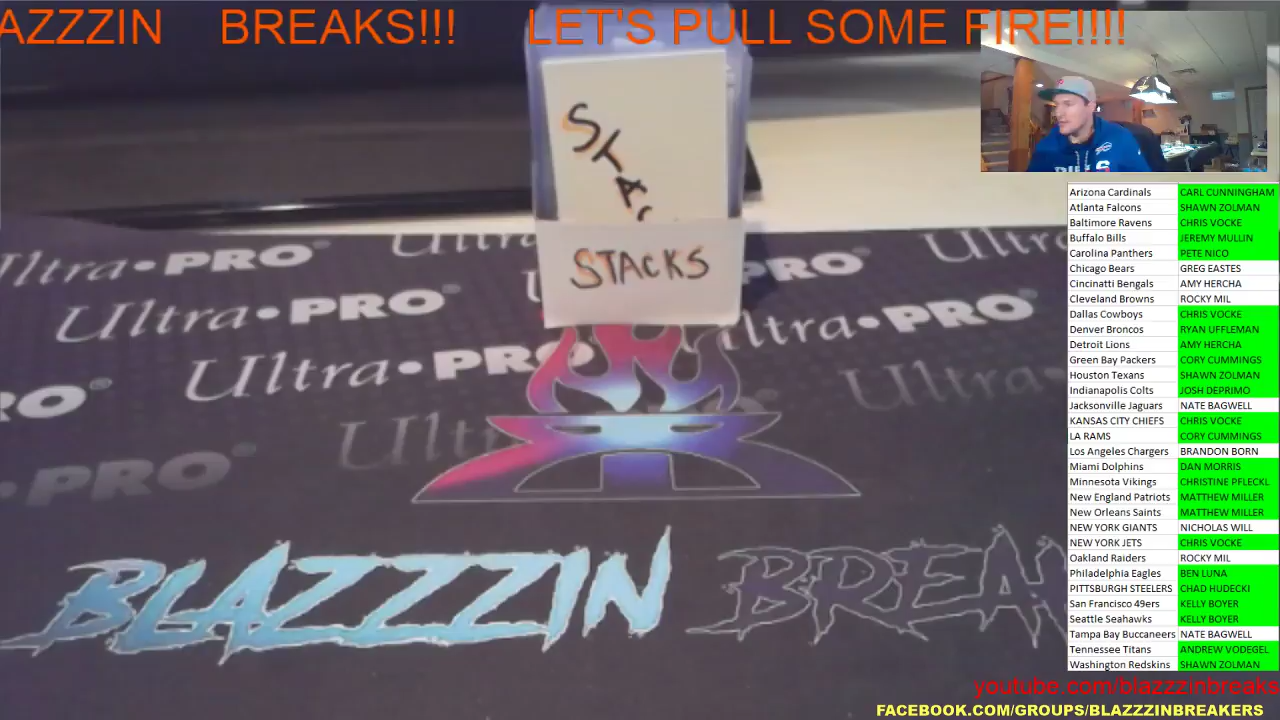 AZZZIN BREAKS!!! LET'S PULL SOME FIRE!!!!
STAC
STACKS
Ultra•PRO®
Ultra•PRO®
Ultra•PRO®
BLAZZZIN BREA
Arizona Cardinals CARL CUNNINGHAM
Atlanta Falcons SHAWN ZOLMAN
Baltimore Ravens CHRIS VOCKE
Buffalo Bills JEREMY MULLIN
Carolina Panthers PETE NICO
Chicago Bears GREG EASTES
Cincinatti Bengals AMY HERCHA
Cleveland Browns ROCKY MIL
Dallas Cowboys CHRIS VOCKE
Denver Broncos RYAN UFFLEMAN
Detroit Lions AMY HERCHA
Green Bay Packers CORY CUMMINGS
Houston Texans SHAWN ZOLMAN
Indianapolis Colts JOSH DEPRIMO
Jacksonville Jaguars NATE BAGWELL
KANSAS CITY CHIEFS CHRIS VOCKE
LA RAMS CORY CUMMINGS
Los Angeles Chargers BRANDON BORN
Miami Dolphins DAN MORRIS
Minnesota Vikings CHRISTINE PFLECKL
New England Patriots MATTHEW MILLER
New Orleans Saints MATTHEW MILLER
NEW YORK GIANTS NICHOLAS WILL
NEW YORK JETS CHRIS VOCKE
Oakland Raiders ROCKY MIL
Philadelphia Eagles BEN LUNA
PITTSBURGH STEELERS CHAD HUDECKI
San Francisco 49ers KELLY BOYER
Seattle Seahawks KELLY BOYER
Tampa Bay Buccaneers NATE BAGWELL
Tennessee Titans ANDREW VODEGEL
Washington Redskins SHAWN ZOLMAN
youtube.com/blazzzinbreaks
FACEBOOK.COM/GROUPS/BLAZZZINBREAKERS